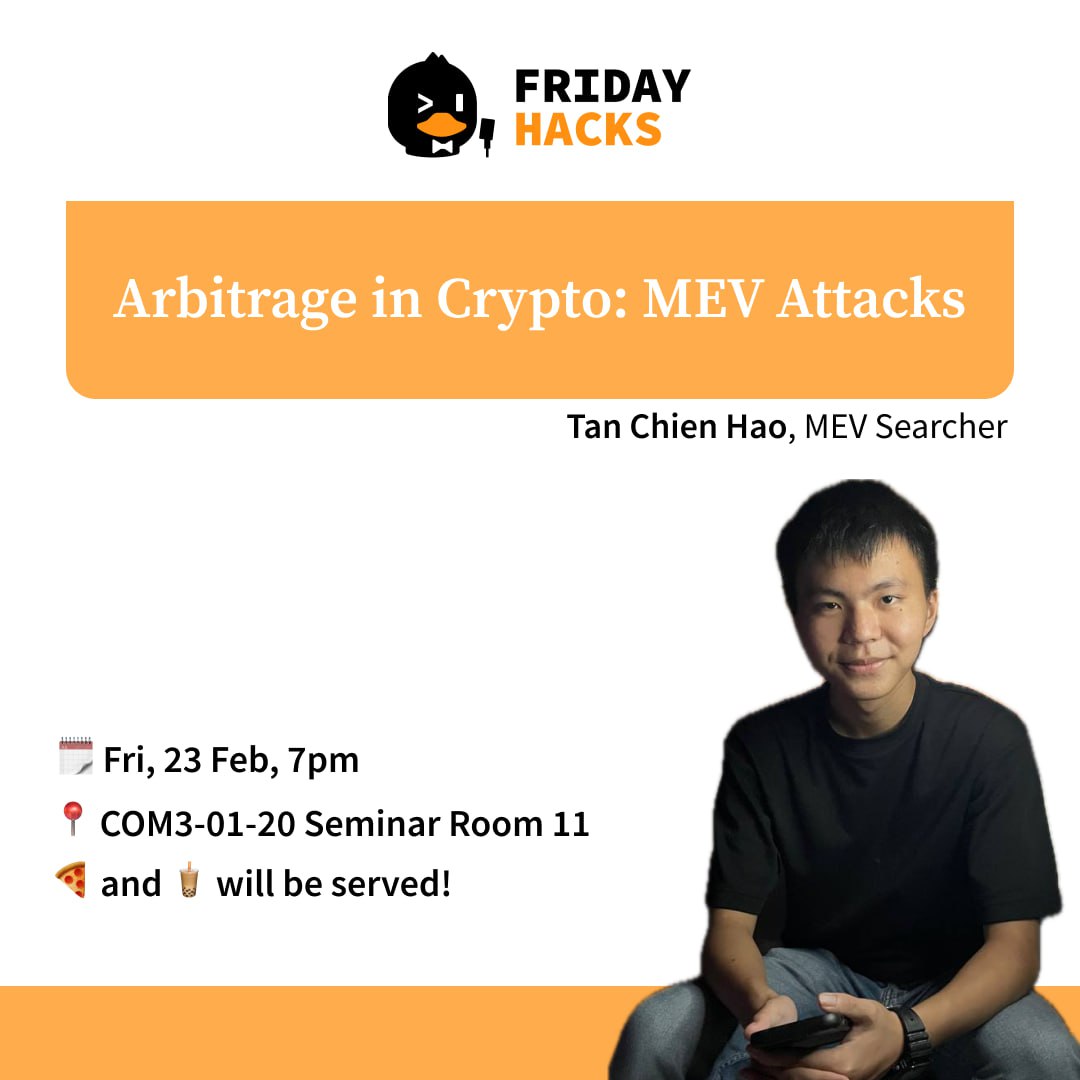 FRIDAY
HACKS
Arbitrage in Crypto: MEV Attacks
Tan Chien Hao, MEV Searcher
Fri, 23 Feb, 7pm
COM3-01-20 Seminar Room 11
and will be served!